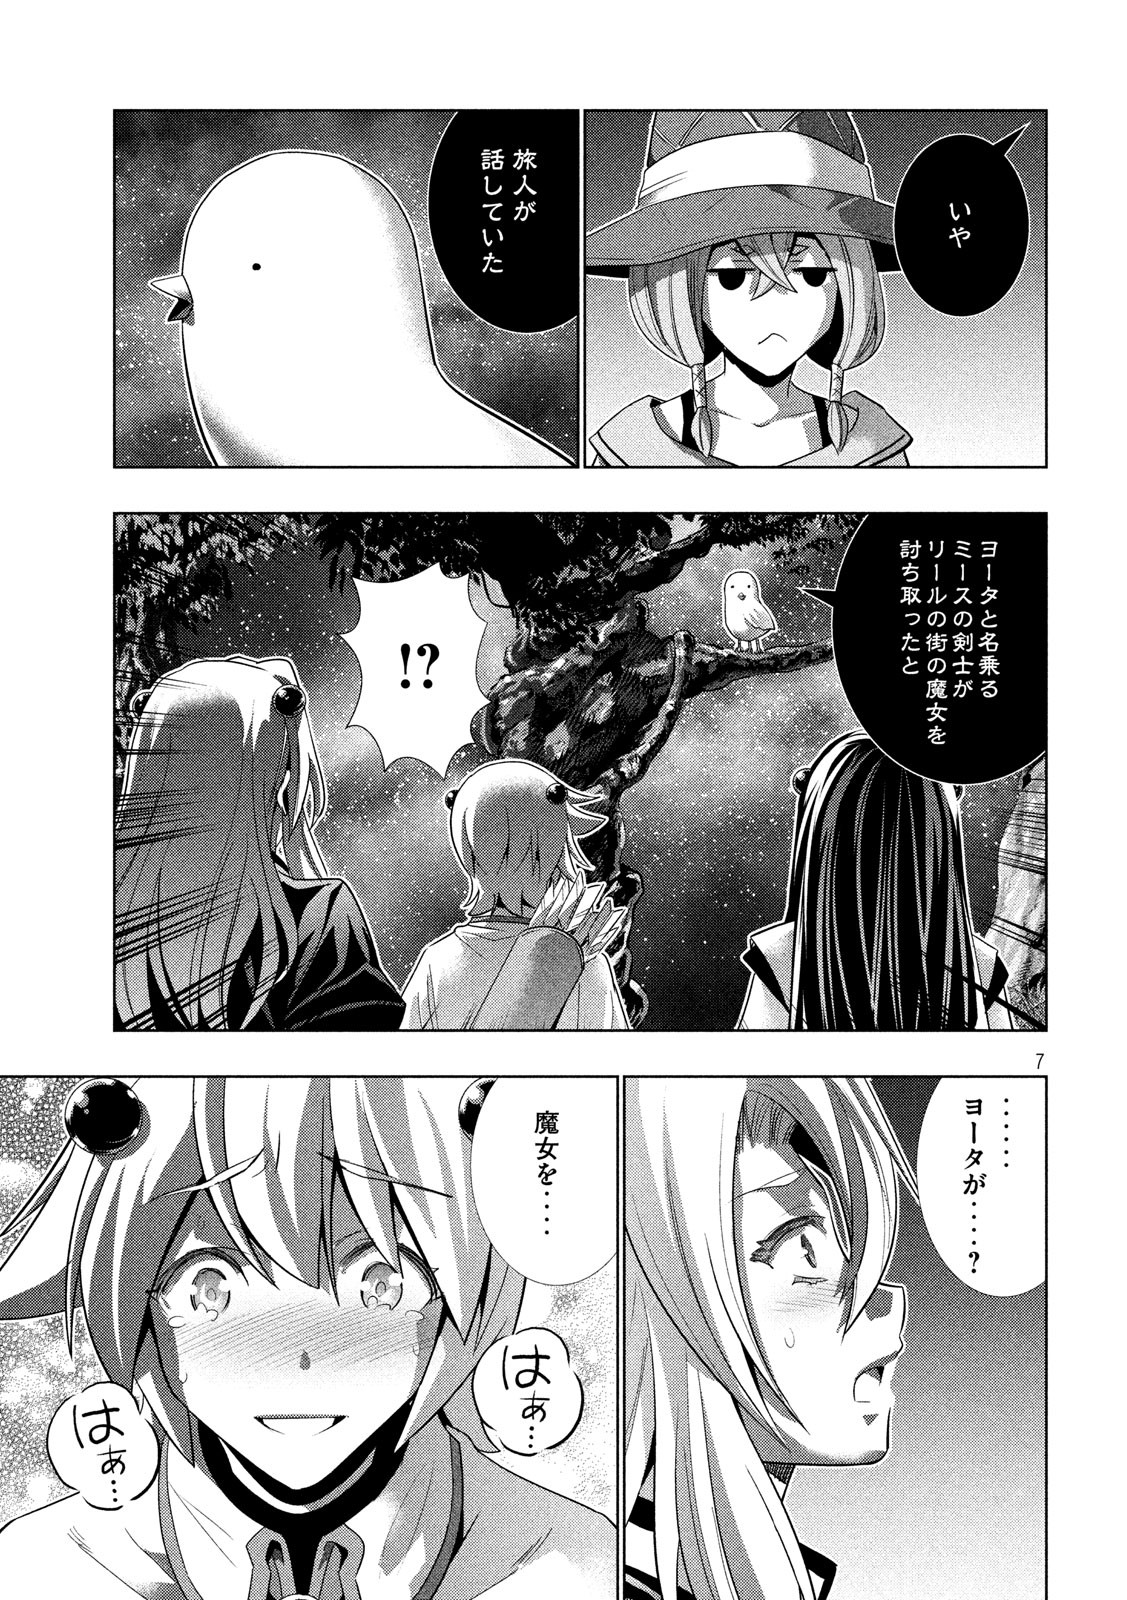 いや
旅人が
話していた
ヨータと名乗る
ミースの剣士が
リールの街の魔女を
討ち取ったと
!?
7
‥‥‥
ヨータが‥‥?
魔女を‥‥
はぁ…
はぁ…